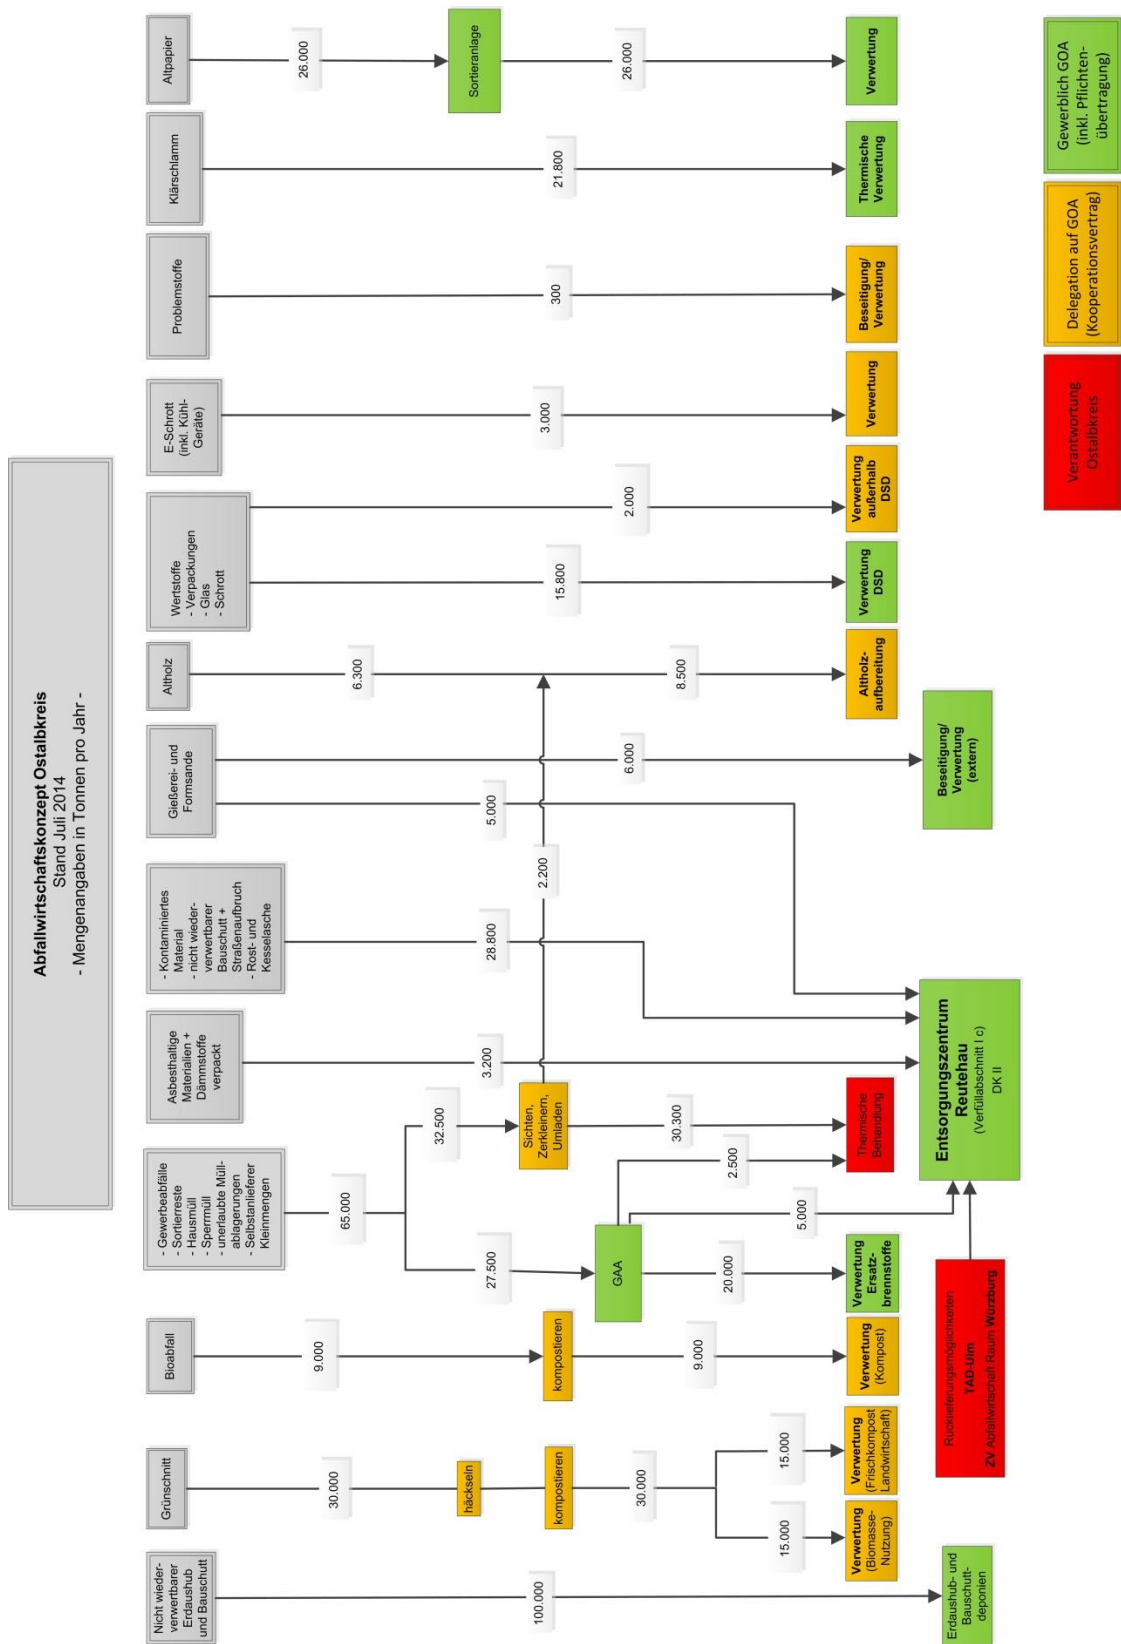 Abfallwirtschaftskonzept Ostalbkreis
Stand Juli 2014
- Mengenangaben in Tonnen pro Jahr -
Nicht wieder-
verwertbarer
Erdaushub
und Bauschutt
Grünschnitt
Bioabfall
- Gewerbeabfälle
- Sortierreste
- Hausmüll
- Sperrmüll
- unerlaubte Müll-
ablagerungen
- Selbstanlieferer
Kleinmengen
Asbesthaltige
Materialien +
Dämmstoffe
verpackt
- Kontaminiertes
Material
- nicht wieder-
verwertbarer
Bauschutt +
Straßenaufbruch
- Rost- und
Kesselasche
Gießerei- und
Formsande
Altholz
Wertstoffe
- Verpackungen
- Glas
- Schrott
E-Schrott
(inkl. Kühl-
Geräte)
Problemstoffe
Klärschlamm
Altpapier
30.000
9.000
65.000
6.300
26.000
32.500
27.500
häckseln
Sortieranlage
100.000
kompostieren
kompostieren
GAA
Sichten,
Zerkleinern,
Umladen
3.200
28.800
5.000
2.200
15.800
2.000
3.000
300
21.800
30.000
9.000
6.000
8.500
26.000
20.000
5.000
2.500
30.300
15.000
15.000
Verwertung
(Biomasse-
Nutzung)
Verwertung
(Frischkompost
Landwirtschaft)
Verwertung
(Kompost)
Verwertung
Ersatz-
brennstoffe
Thermische
Behandlung
Altholz-
aufbereitung
Verwertung
DSD
Verwertung
außerhalb
DSD
Verwertung
Beseitigung/
Verwertung
Thermische
Verwertung
Verwertung
Erdaushub- und
Bauschutt-
deponien
Rücklieferungsmöglichkeiten
TAD-Ulm
ZV Abfallwirtschaft Raum Würzburg
Entsorgungszentrum
Reutehau
(Verfüllabschnitt I c)
DK II
Beseitigung/
Verwertung
(extern)
Verantwortung
Ostalbkreis
Delegation auf GOA
(Kooperationsvertrag)
Gewerblich GOA
(inkl. Pflichten-
übertragung)